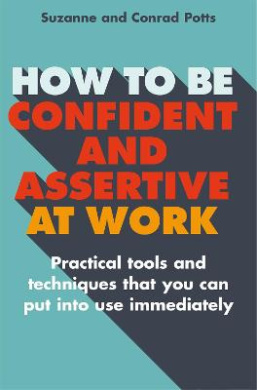 Suzanne and Conrad Potts
HOW TO BE
CONFIDENT
AND
ASSERTIVE
AT WORK
Practical tools and
techniques that you can
put into use immediately